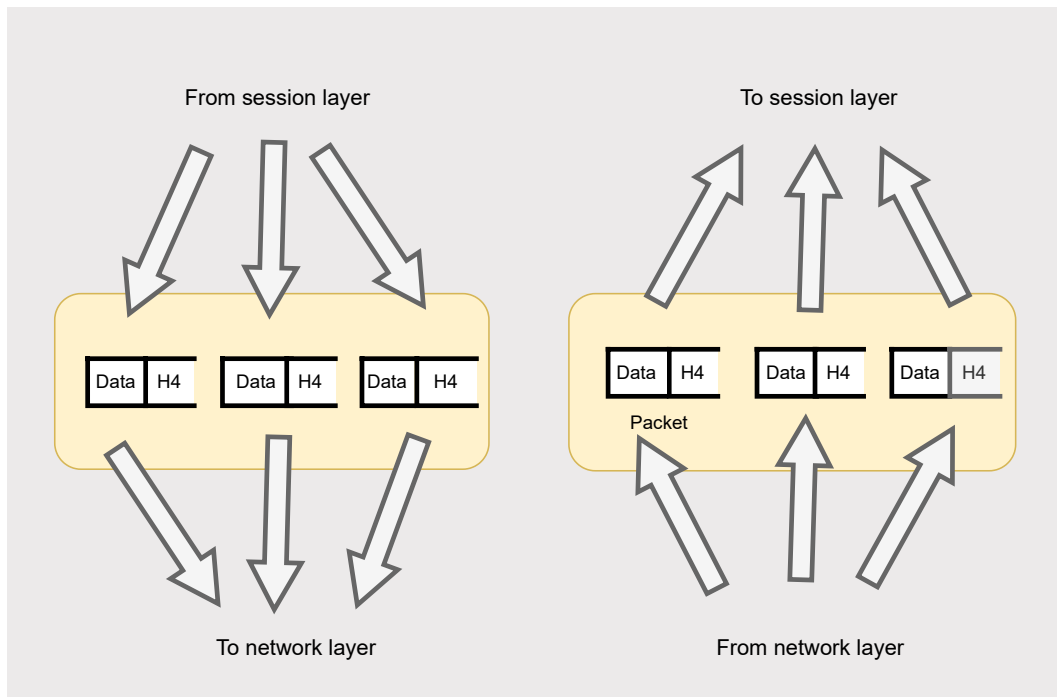 From session layer
To session layer
Data H4 Data H4 Data H4
Data H4 Data H4 Data H4
Packet
To network layer
From network layer